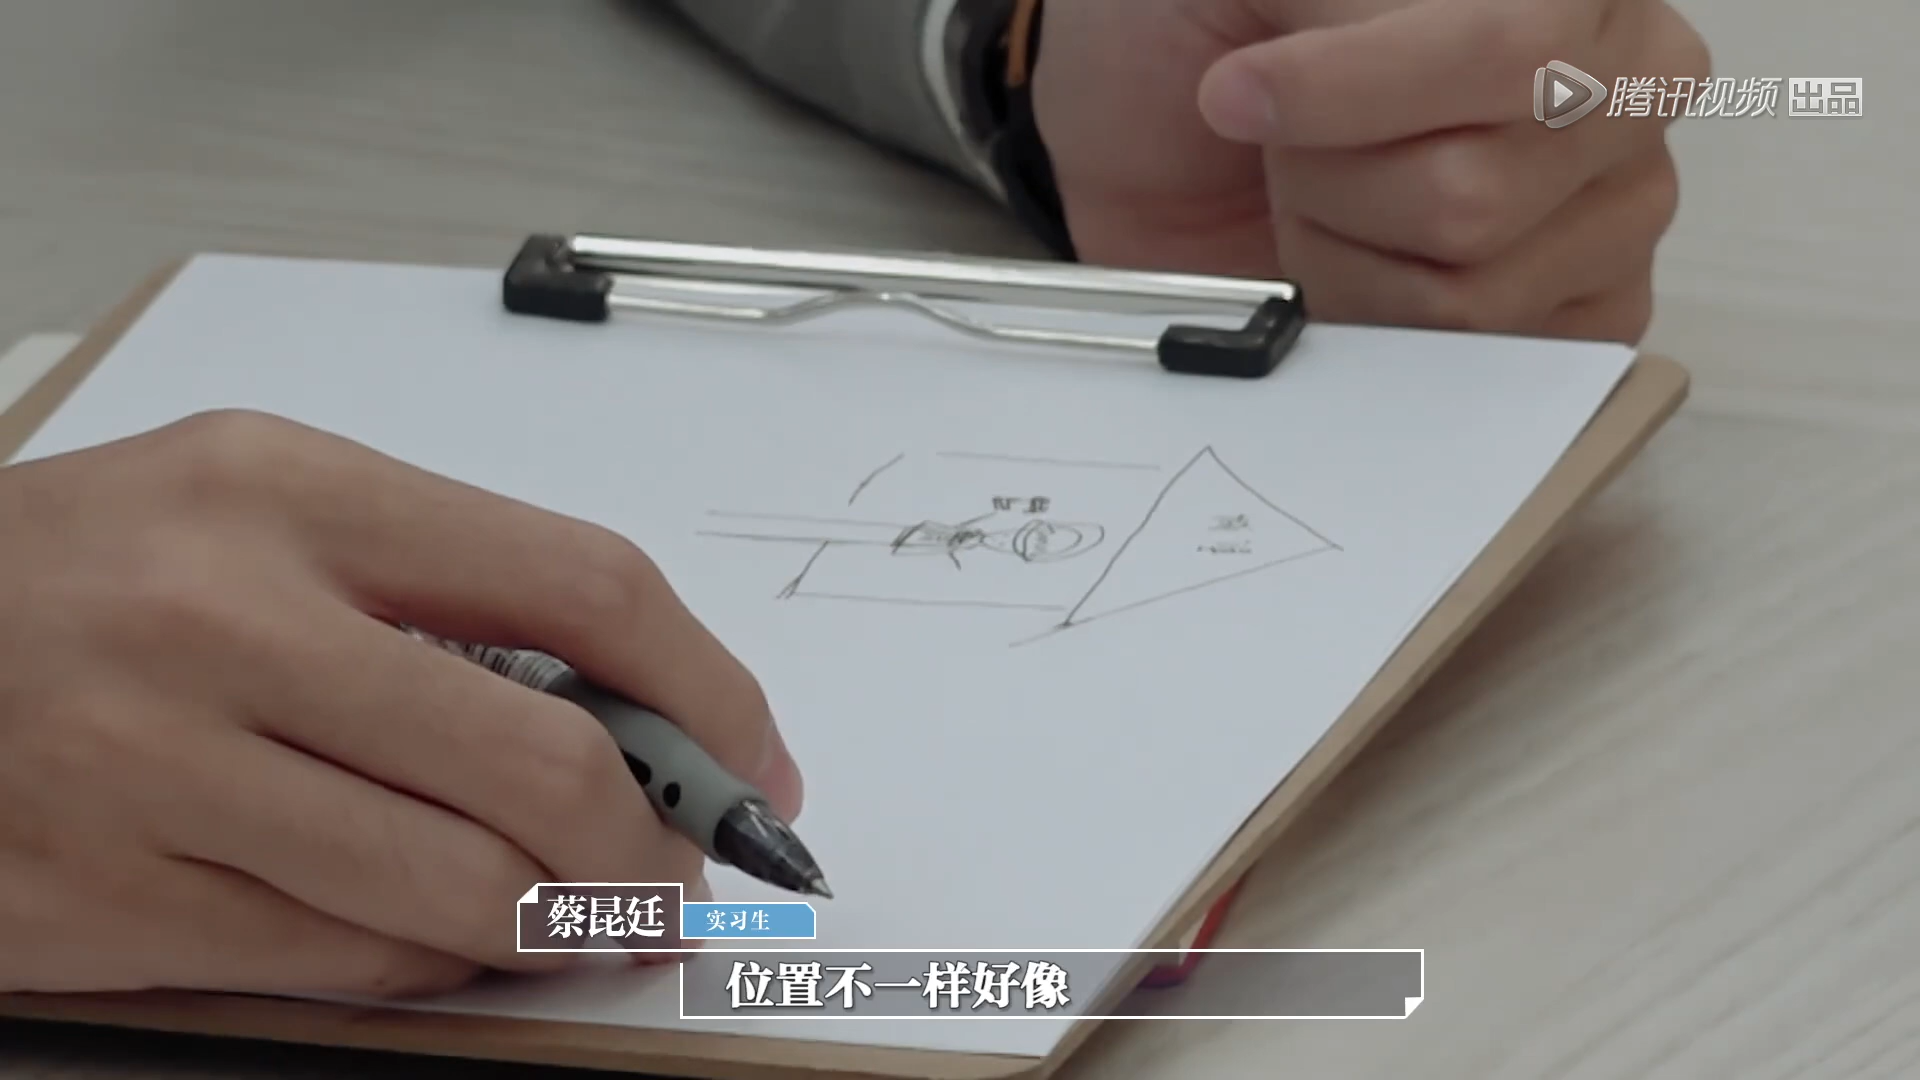 腾讯视频 出品
蔡昆廷 实习生
位置不一样好像